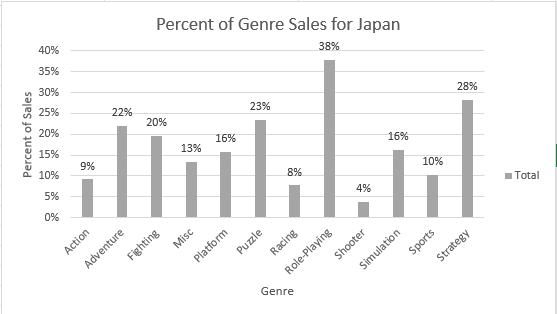 Percent of Genre Sales for Japan
Percent of Sales
40%
35%
30%
25%
20%
15%
10%
5%
0%
9%
22%
20%
13%
16%
23%
8%
38%
4%
16%
10%
28%
Action
Adventure
Fighting
Misc
Platform
Puzzle
Racing
Role-Playing
Shooter
Simulation
Sports
Strategy
Genre
Total